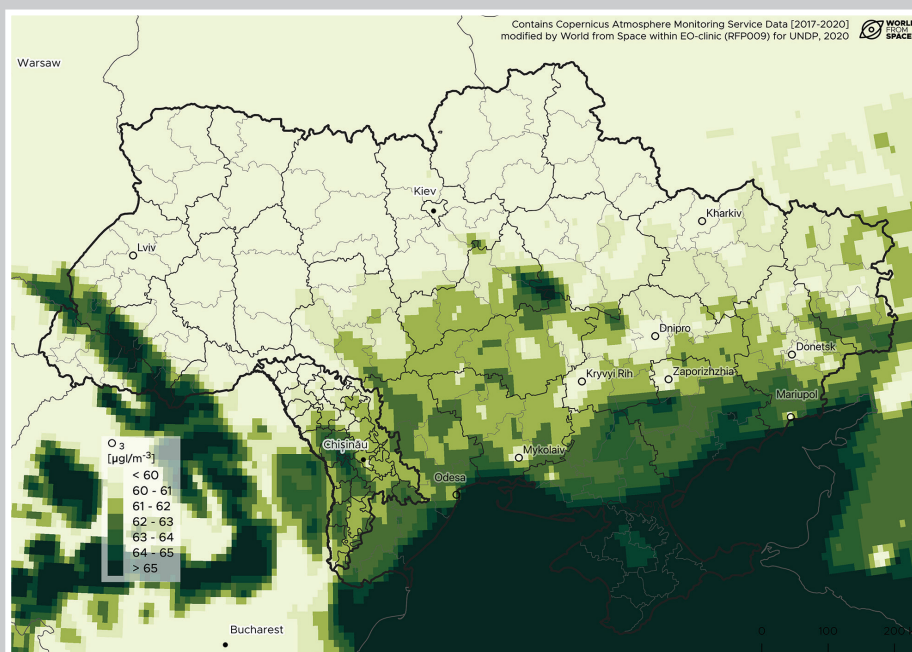 Contains Copernicus Atmosphere Monitoring Service Data [2017-2020]
modified by World from Space within EO-clinic (RFP009) for UNDP, 2020
WORLD
FROM
SPACE
Warsaw
Kiev
Kharkiv
Lviv
Dnipro
Donetsk
Kryvyi Rih
Zaporizhzhia
Mariupol
Chișinău
Mykolaiv
Odesa
O3
[µgl/m-3]
< 60
60 - 61
61 - 62
62 - 63
63 - 64
64 - 65
> 65
Bucharest
0 100 200